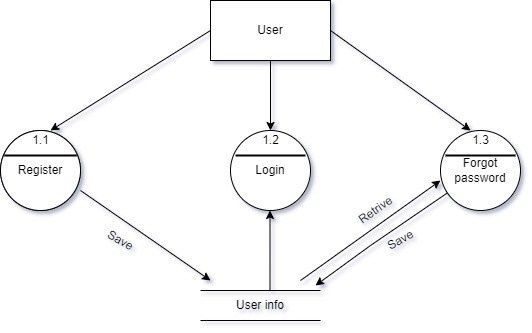 User
1.1
Register
1.2
Login
1.3
Forgot
password
Save
Retrive
Save
User info